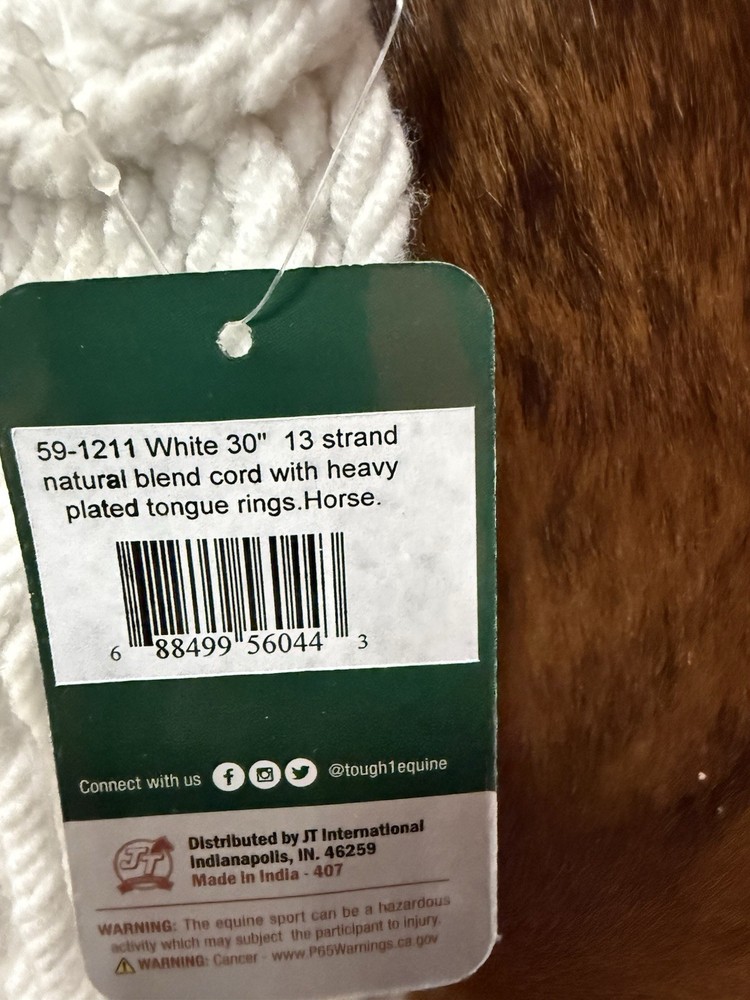 59-1211 White 30" 13 strand
natural blend cord with heavy
plated tongue rings.Horse.
6 88499 56044 3
Connect with us @tough1equine
JT
Distributed by JT International
Indianapolis, IN. 46259
Made in India - 407
WARNING: The equine sport can be a hazardous
activity which may subject the participant to injury.
WARNING: Cancer - www.P65Warnings.ca.gov